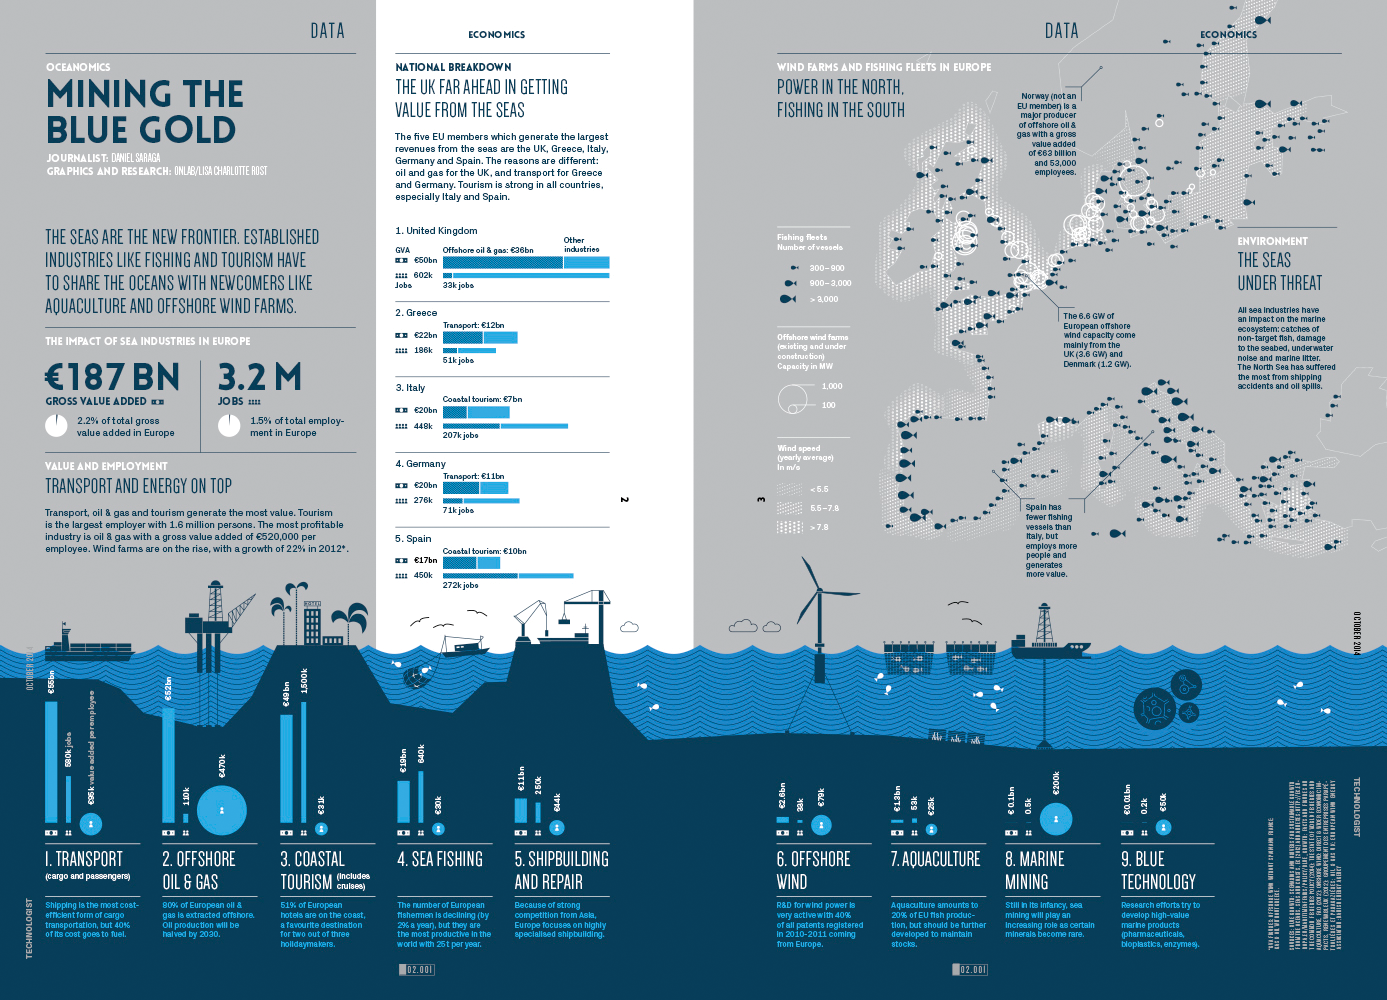 DATA
OCEANOMICS
MINING THE
BLUE GOLD
JOURNALIST: DANIEL SARAGA
GRAPHICS AND RESEARCH: ONLAB/LISA CHARLOTTE ROST
THE SEAS ARE THE NEW FRONTIER. ESTABLISHED
INDUSTRIES LIKE FISHING AND TOURISM HAVE
TO SHARE THE OCEANS WITH NEWCOMERS LIKE
AQUACULTURE AND OFFSHORE WIND FARMS.
THE IMPACT OF SEA INDUSTRIES IN EUROPE
€187 BN
GROSS VALUE ADDED
2.2% of total gross
value added in Europe
3.2 M
JOBS
1.5% of total employ-
ment in Europe
VALUE AND EMPLOYMENT
TRANSPORT AND ENERGY ON TOP
Transport, oil & gas and tourism generate the most value. Tourism
is the largest employer with 1.6 million persons. The most profitable
industry is oil & gas with a gross value added of €520,000 per
employee. Wind farms are on the rise, with a growth of 22% in 2012*.
ECONOMICS
NATIONAL BREAKDOWN
THE UK FAR AHEAD IN GETTING
VALUE FROM THE SEAS
The five EU members which generate the largest
revenues from the seas are the UK, Greece, Italy,
Germany and Spain. The reasons are different:
oil and gas for the UK, and transport for Greece
and Germany. Tourism is strong in all countries,
especially Italy and Spain.
1. United Kingdom
GVA
Offshore oil & gas: €36bn
Other
industries
€50bn
602k
Jobs
33k jobs
2. Greece
Transport: €12bn
€22bn
186k
51k jobs
3. Italy
Coastal tourism: €7bn
€20bn
448k
207k jobs
4. Germany
Transport: €11bn
€20bn
276k
71k jobs
5. Spain
Coastal tourism: €10bn
€17bn
450k
272k jobs
2
3
DATA
ECONOMICS
WIND FARMS AND FISHING FLEETS IN EUROPE
POWER IN THE NORTH,
FISHING IN THE SOUTH
Norway (not an
EU member) is a
major producer
of offshore oil &
gas with a gross
value added
of €63 billion
and 53,000
employees.
Fishing fleets
Number of vessels
300–900
900–3,000
> 3,000
Offshore wind farms
(existing and under
construction)
Capacity in MW
1,000
100
Wind speed
(yearly average)
In m/s
< 5.5
5.5–7.8
> 7.8
The 6.6 GW of
European offshore
wind capacity come
mainly from the
UK (3.6 GW) and
Denmark (1.2 GW).
ENVIRONMENT
THE SEAS
UNDER THREAT
All sea industries have
an impact on the marine
ecosystem: catches of
non-target fish, damage
to the seabed, underwater
noise and marine litter.
The North Sea has suffered
the most from shipping
accidents and oil spills.
Spain has
fewer fishing
vessels than
Italy, but
employs more
people and
generates
more value.
HOTEL
OCTOBER 2014
OCTOBER 2014
€55bn
580k jobs
€95k value added per employee
1. TRANSPORT
(cargo and passengers)
Shipping is the most cost-
efficient form of cargo
transportation, but 40%
of its cost goes to fuel.
€52bn
110k
€470k
2. OFFSHORE
OIL & GAS
80% of European oil &
gas is extracted offshore.
Oil production will be
halved by 2030.
€49bn
1,500k
€31k
3. COASTAL
TOURISM (includes
cruises)
51% of European
hotels are on the coast,
a favourite destination
for two out of three
holidaymakers.
€19bn
640k
€30k
4. SEA FISHING
The number of European
fishermen is declining (by
2% a year), but they are
the most productive in the
world with 25t per year.
€11bn
250k
€44k
5. SHIPBUILDING
AND REPAIR
Because of strong
competition from Asia,
Europe focuses on highly
specialised shipbuilding.
€2.6bn
33k
€79k
6. OFFSHORE
WIND
R&D for wind power is
very active with 40%
of all patents registered
in 2010-2011 coming
from Europe.
53k
€25k
7. AQUACULTURE
Aquaculture amounts to
20% of EU fish produc-
tion, but should be further
developed to maintain
stocks.
€0.1bn
0.5k
€200k
8. MARINE
MINING
Still in its infancy, sea
mining will play an
increasing role as certain
minerals become rare.
€0.01bn
0.2k
€50k
9. BLUE
TECHNOLOGY
Research efforts try to
develop high-value
marine products
(pharmaceuticals,
bioplastics, enzymes).
TECHNOLOGIST
TECHNOLOGIST
02.001
02.001